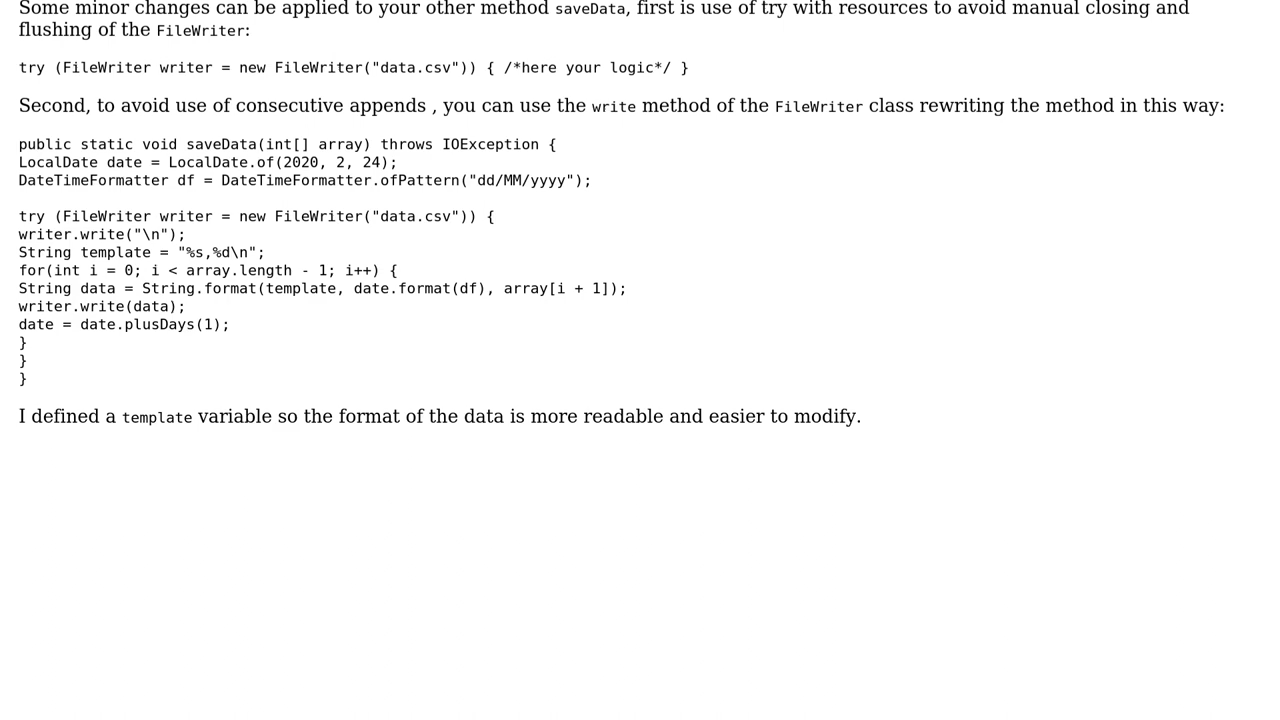 Some minor changes can be applied to your other method saveData, first is use of try with resources to avoid manual closing and
flushing of the FileWriter:
try (FileWriter writer = new FileWriter("data.csv")) { /*here your logic*/ }
Second, to avoid use of consecutive appends , you can use the write method of the FileWriter class rewriting the method in this way:
public static void saveData(int[] array) throws IOException {
LocalDate date = LocalDate.of(2020, 2, 24);
DateTimeFormatter df = DateTimeFormatter.ofPattern("dd/MM/yyyy");
try (FileWriter writer = new FileWriter("data.csv")) {
writer.write("\n");
String template = "%s,%d\n";
for(int i = 0; i < array.length - 1; i++) {
String data = String.format(template, date.format(df), array[i + 1]);
writer.write(data);
date = date.plusDays(1);
}
}
}
I defined a template variable so the format of the data is more readable and easier to modify.